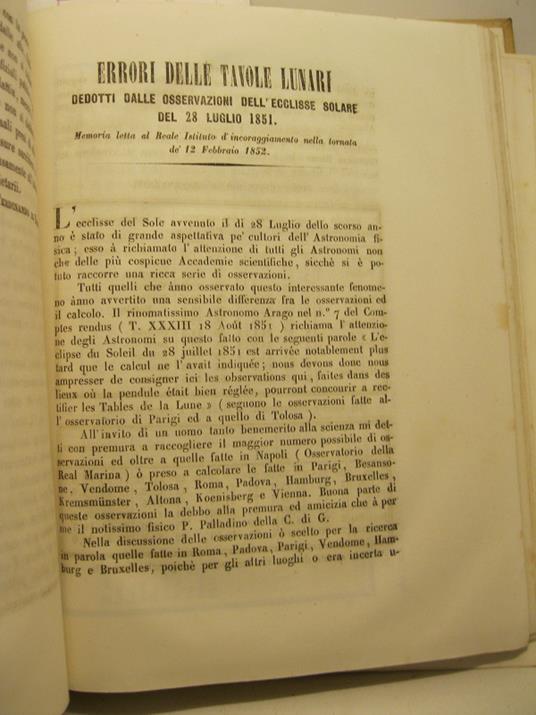 ERRORI DELLE TAVOLE LUNARI
DEDOTTI DALLE OSSERVAZIONI DELL'ECCLISSE SOLARE
DEL 28 LUGLIO 1851.
Memoria letta al Reale Istituto d'incoraggiamento nella tornata
de' 12 Febbraio 1852.
L'ecclisse del Sole avvenuto il dì 28 Luglio dello scorso an-
no è stato di grande aspettativa pe' cultori dell'Astronomia fi-
sica; esso à richiamato l'attenzione di tutti gli Astronomi non
che delle più cospicue Accademie scientifiche, sicchè si è po-
tuto raccorre una ricca serie di osservazioni.
Tutti quelli che ànno osservato questo interessante fenome-
no ànno avvertito una sensibile differenza fra le osservazioni ed
il calcolo. Il rinomatissimo Astronomo Arago nel n.° 7 del Com-
ptes rendus ( T. XXXIII 18 Août 1851 ) richiama l'attenzio-
ne degli Astronomi su questo fatto con le seguenti parole « L'e-
clipse du Soleil du 28 juillet 1851 est arrivée notablement plus
tard que le calcul ne l'avait indiquée; nous devons donc nous
ampresser de consigner ici les observations qui, faites dans des
lieux où la pendule était bien réglée, pourront concourir a rec-
tifier les Tables de la Lune » ( seguono le osservazioni fatte al-
l'osservatorio di Parigi ed a quello di Tolosa ).
All'invito di un uomo tanto benemerito alla scienza mi det-
ti con premura a raccogliere il maggior numero possibile di os-
servazioni ed oltre a quelle fatte in Napoli ( Osservatorio della
Real Marina ) ò preso a calcolare le fatte in Parigi, Besanso-
ne, Vendome, Tolosa, Roma, Padova, Hamburg, Bruxelles,
Kremsmünster, Altona, Koenisberg e Vienna. Buona parte di
queste osservazioni la debbo alla premura ed amicizia che à per
me il notissimo fisico P. Palladino della C. di G.
Nella discussione delle osservazioni ò scelto per la ricerca
in parola quelle fatte in Roma, Padova, Parigi, Vendome, Ham-
burg e Bruxelles, poichè per gli altri luoghi o era incerta u-